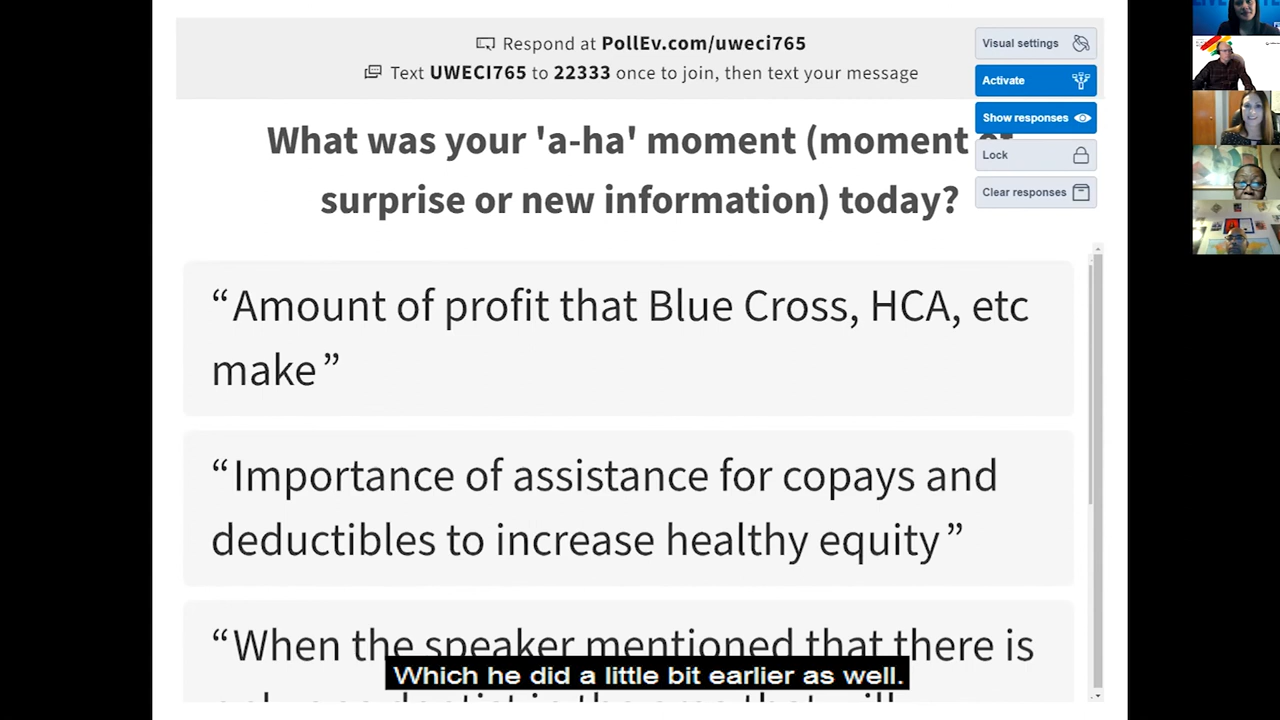 Respond at PollEv.com/uweci765
Text UWECI765 to 22333 once to join, then text your message
Visual settings
Activate
Show responses
Lock
Clear responses
What was your 'a-ha' moment (moment of
surprise or new information) today?
“Amount of profit that Blue Cross, HCA, etc
make”
“Importance of assistance for copays and
deductibles to increase healthy equity”
“When the speaker mentioned that there is
Which he did a little bit earlier as well.